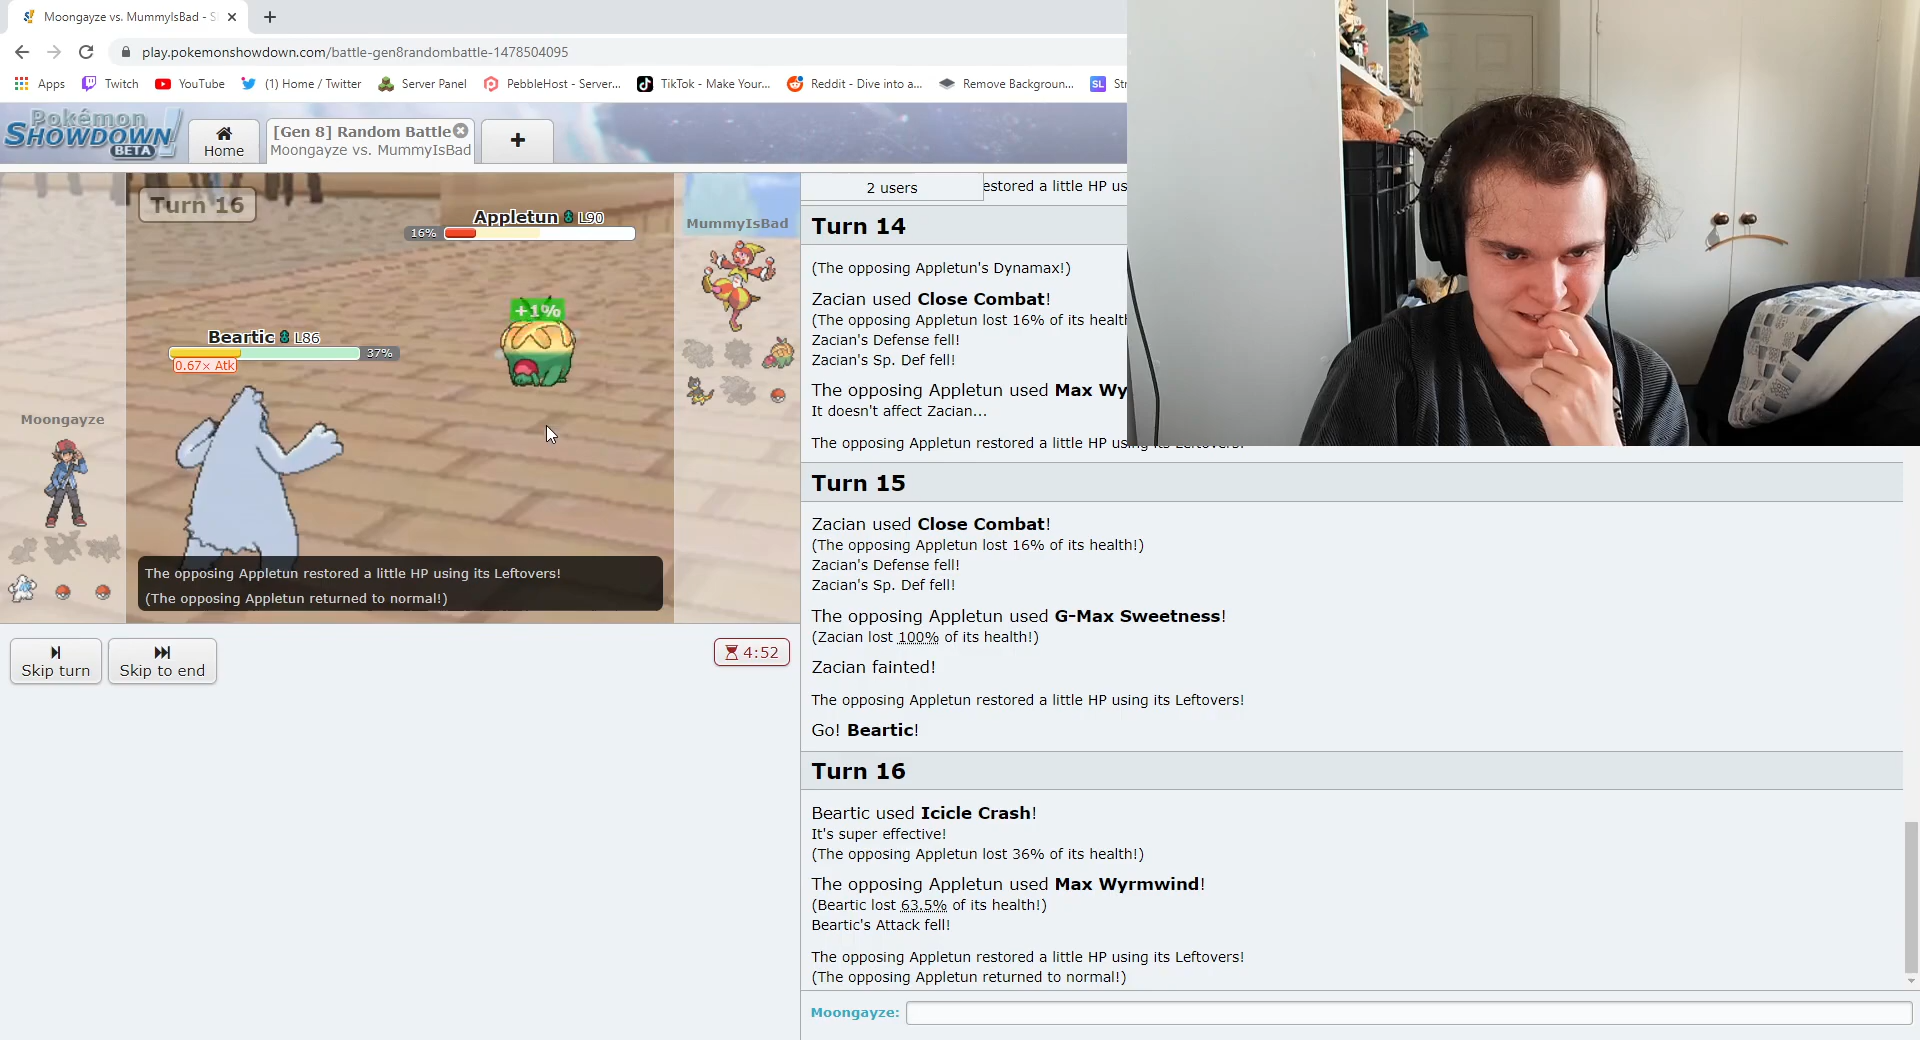 Moongayze vs. MummyIsBad - S
play.pokemonshowdown.com/battle-gen8randombattle-1478504095
Apps Twitch YouTube (1) Home / Twitter Server Panel PebbleHost - Server... TikTok - Make Your... Reddit - Dive into a... Remove Backgroun... SL St
Pokémon
SHOWDOWN!
BETA
Home
[Gen 8] Random Battle
Moongayze vs. MummyIsBad
+
Turn 16
Appletun L90
16%
+1%
Beartic L86
37%
0.67× Atk
MummyIsBad
Moongayze
The opposing Appletun restored a little HP using its Leftovers!
(The opposing Appletun returned to normal!)
Skip turn
Skip to end
4:52
2 users
estored a little HP us
Turn 14
(The opposing Appletun's Dynamax!)
Zacian used Close Combat!
(The opposing Appletun lost 16% of its health
Zacian's Defense fell!
Zacian's Sp. Def fell!
The opposing Appletun used Max Wy
It doesn't affect Zacian...
The opposing Appletun restored a little HP using its Leftovers!
Turn 15
Zacian used Close Combat!
(The opposing Appletun lost 16% of its health!)
Zacian's Defense fell!
Zacian's Sp. Def fell!
The opposing Appletun used G-Max Sweetness!
(Zacian lost 100% of its health!)
Zacian fainted!
The opposing Appletun restored a little HP using its Leftovers!
Go! Beartic!
Turn 16
Beartic used Icicle Crash!
It's super effective!
(The opposing Appletun lost 36% of its health!)
The opposing Appletun used Max Wyrmwind!
(Beartic lost 63.5% of its health!)
Beartic's Attack fell!
The opposing Appletun restored a little HP using its Leftovers!
(The opposing Appletun returned to normal!)
Moongayze: